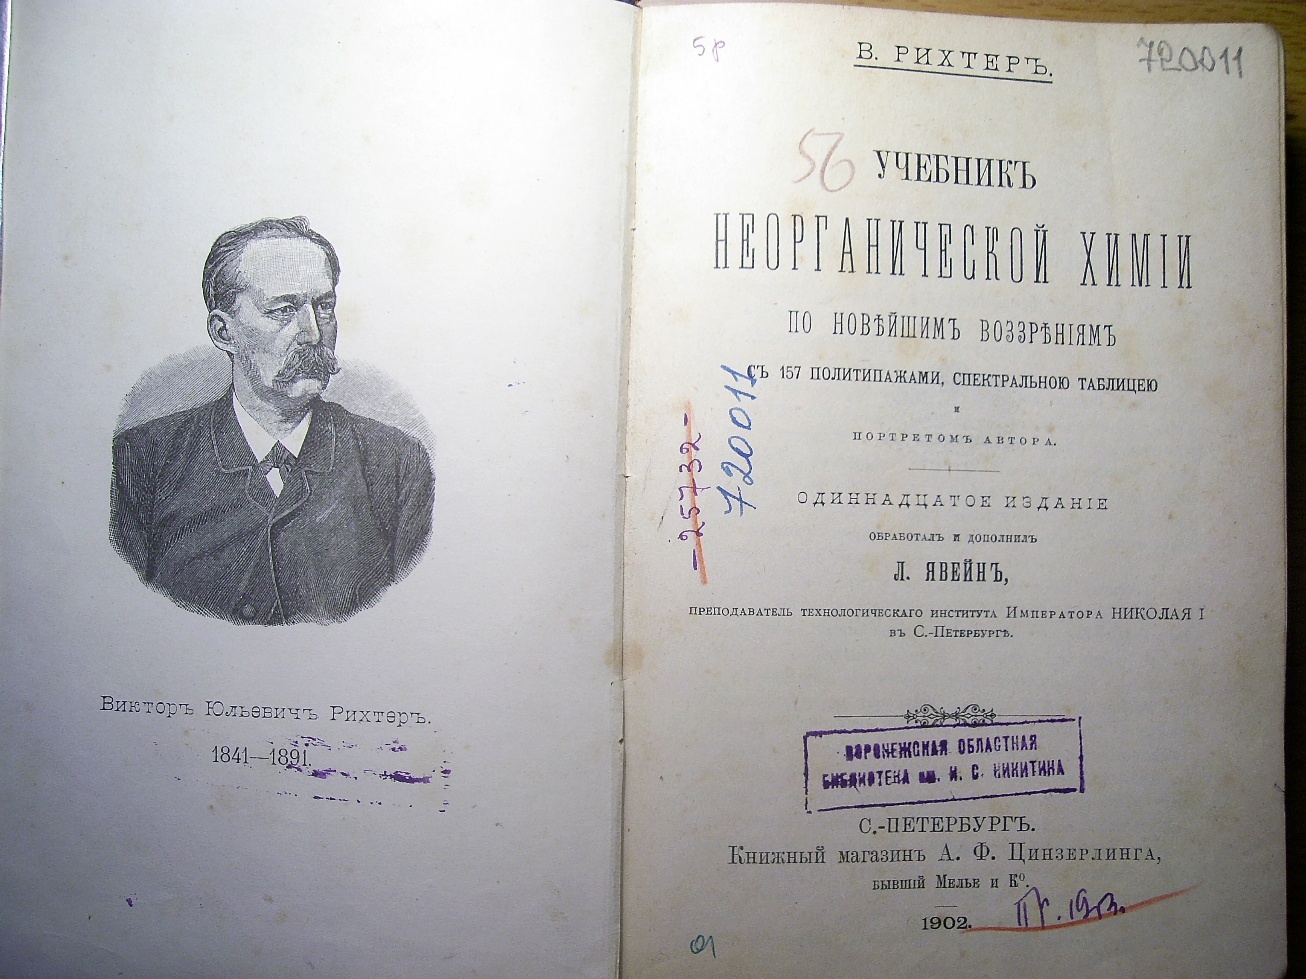 Викторъ Юльевичъ Рихтеръ.
1841—1891.
5р
В. РИХТЕРЪ.
720011
56
УЧЕБНИКЪ
НЕОРГАНИЧЕСКОЙ ХИМІИ
ПО НОВѢЙШИМЪ ВОЗЗРѢНІЯМЪ
СЪ 157 ПОЛИТИПАЖАМИ, СПЕКТРАЛЬНОЮ ТАБЛИЦЕЮ
И
ПОРТРЕТОМЪ АВТОРА.
-25732-
720011
ОДИННАДЦАТОЕ ИЗДАНІЕ
ОБРАБОТАЛЪ И ДОПОЛНИЛЪ
Л. ЯВЕЙНЪ,
ПРЕПОДАВАТЕЛЬ ТЕХНОЛОГИЧЕСКАГО ИНСТИТУТА ИМПЕРАТОРА НИКОЛАЯ I
ВЪ С.-ПЕТЕРБУРГѢ.
ВОРОНЕЖСКАЯ ОБЛАСТНАЯ
БИБЛИОТЕКА им. И. С. НИКИТИНА
С.-ПЕТЕРБУРГЪ.
Книжный магазинъ А. Ф. Цинзерлинга,
БЫВШІЙ Мелье и Кº.
1902.